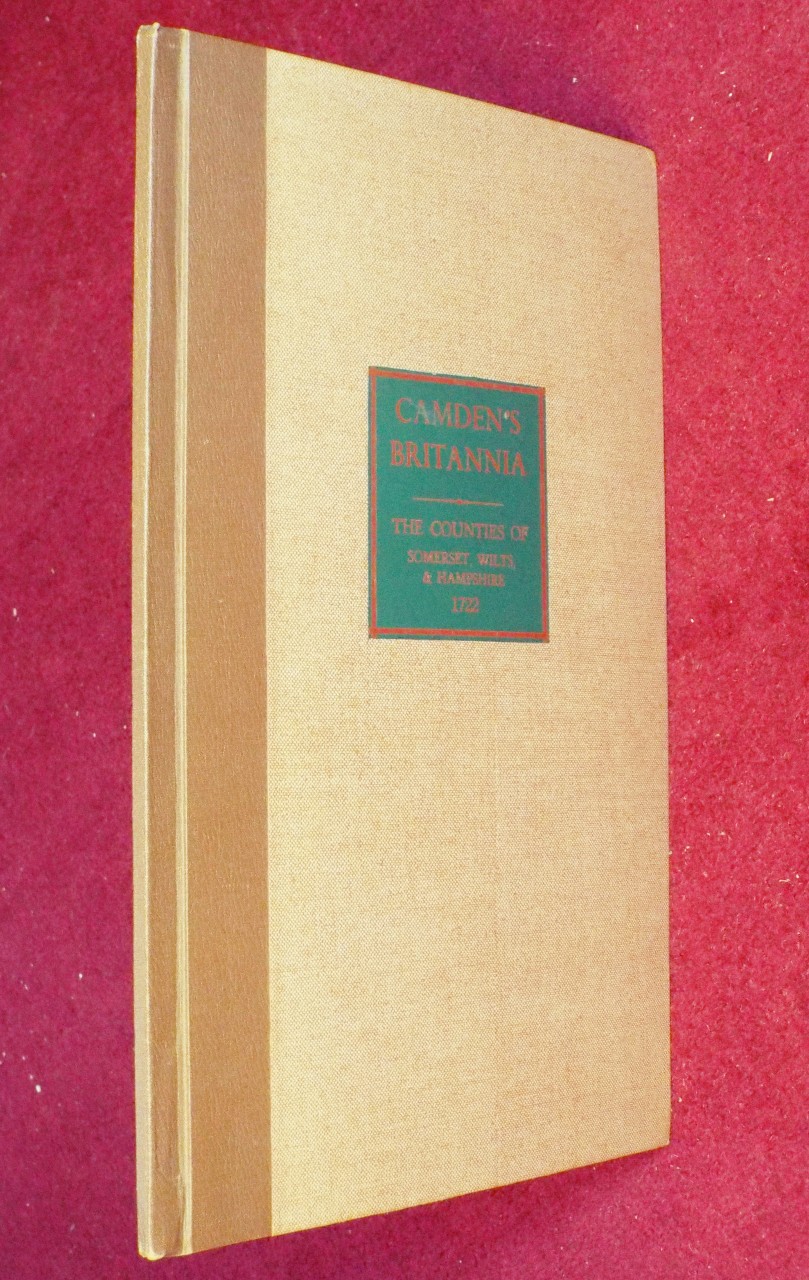 CAMDEN'S
BRITANNIA
THE COUNTIES OF
SOMERSET, WILTS,
& HAMPSHIRE
1722